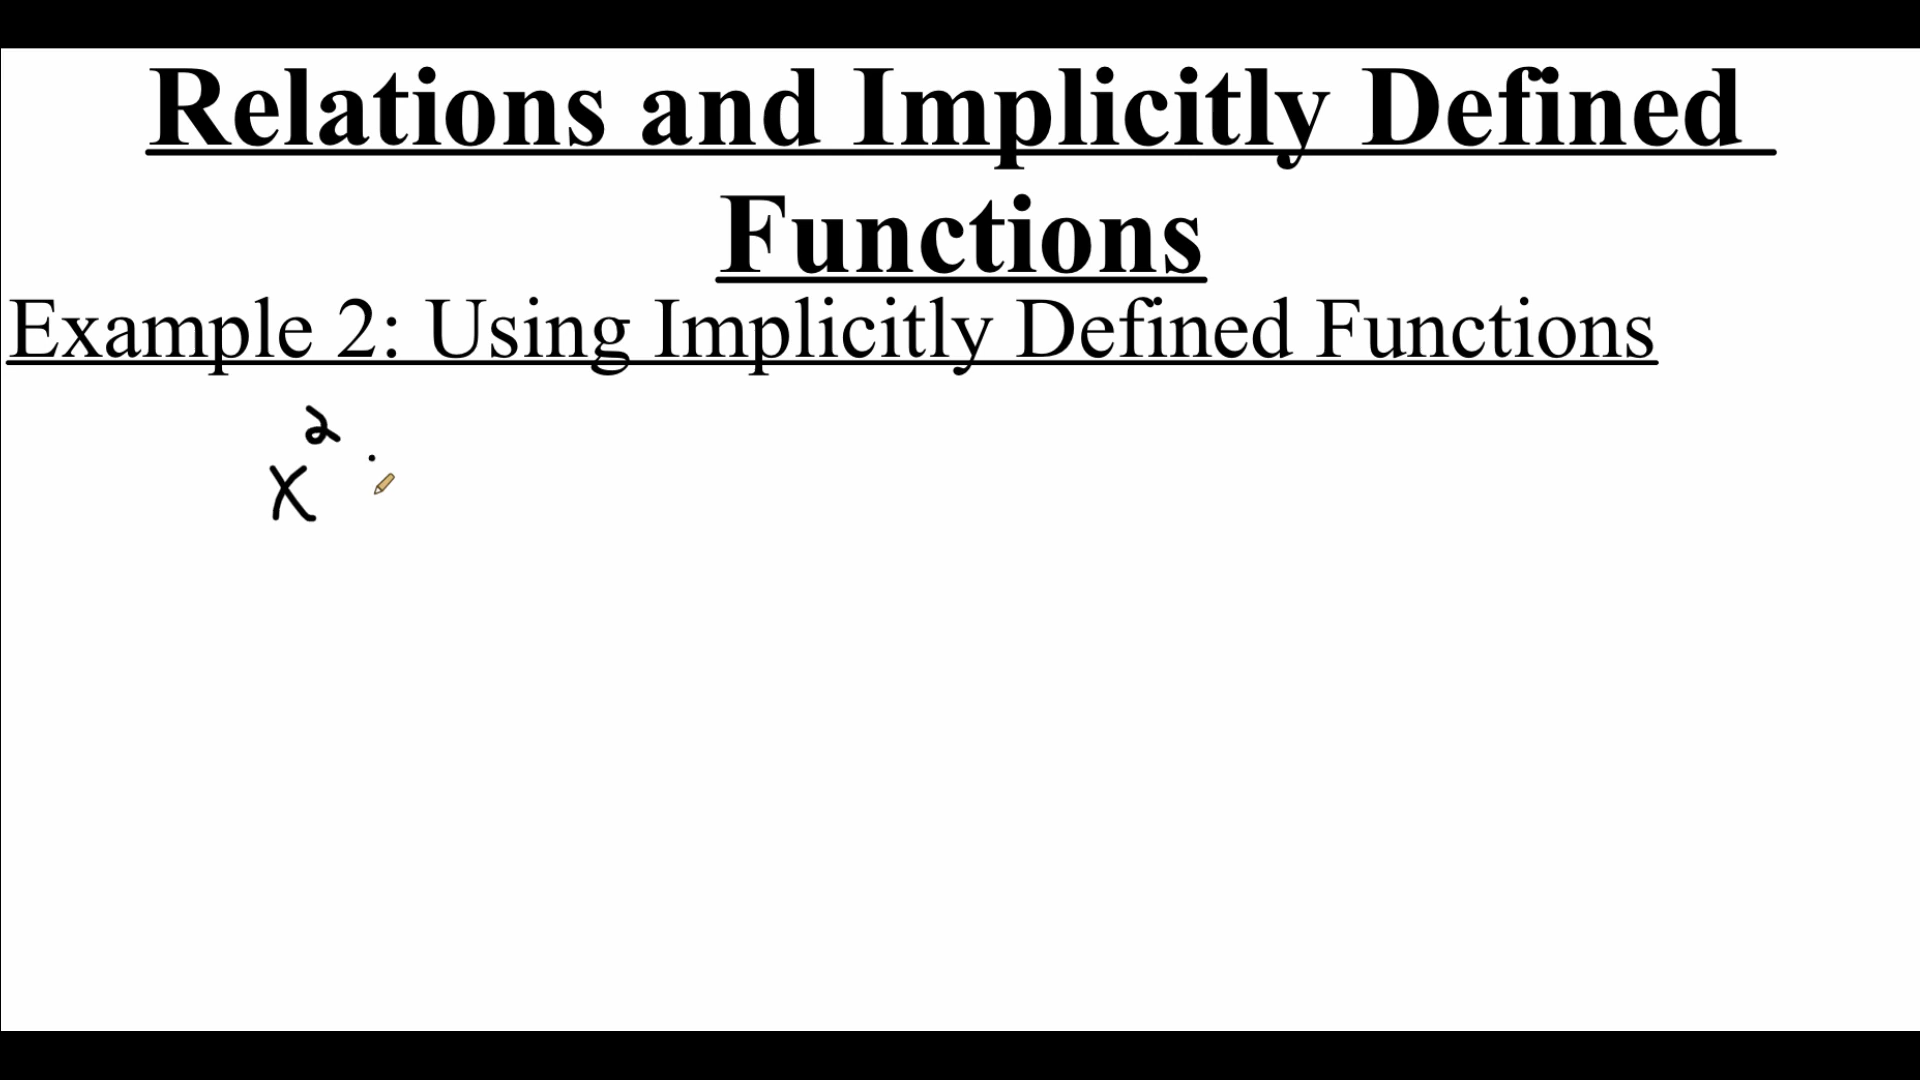 Relations and Implicitly Defined
Functions
Example 2: Using Implicitly Defined Functions
x²